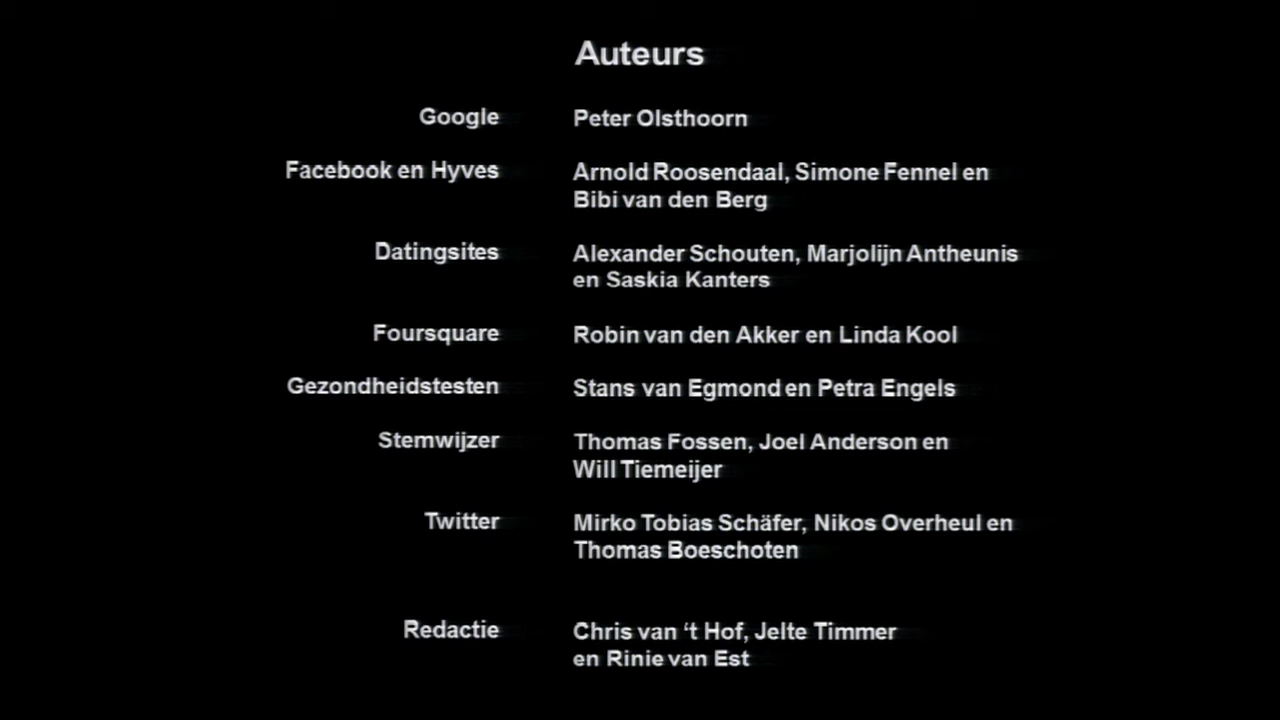 Auteurs
Google Peter Olsthoorn
Facebook en Hyves Arnold Roosendaal, Simone Fennel en
Bibi van den Berg
Datingsites Alexander Schouten, Marjolijn Antheunis
en Saskia Kanters
Foursquare Robin van den Akker en Linda Kool
Gezondheidstesten Stans van Egmond en Petra Engels
Stemwijzer Thomas Fossen, Joel Anderson en
Will Tiemeijer
Twitter Mirko Tobias Schäfer, Nikos Overheul en
Thomas Boeschoten
Redactie Chris van ‘t Hof, Jelte Timmer
en Rinie van Est